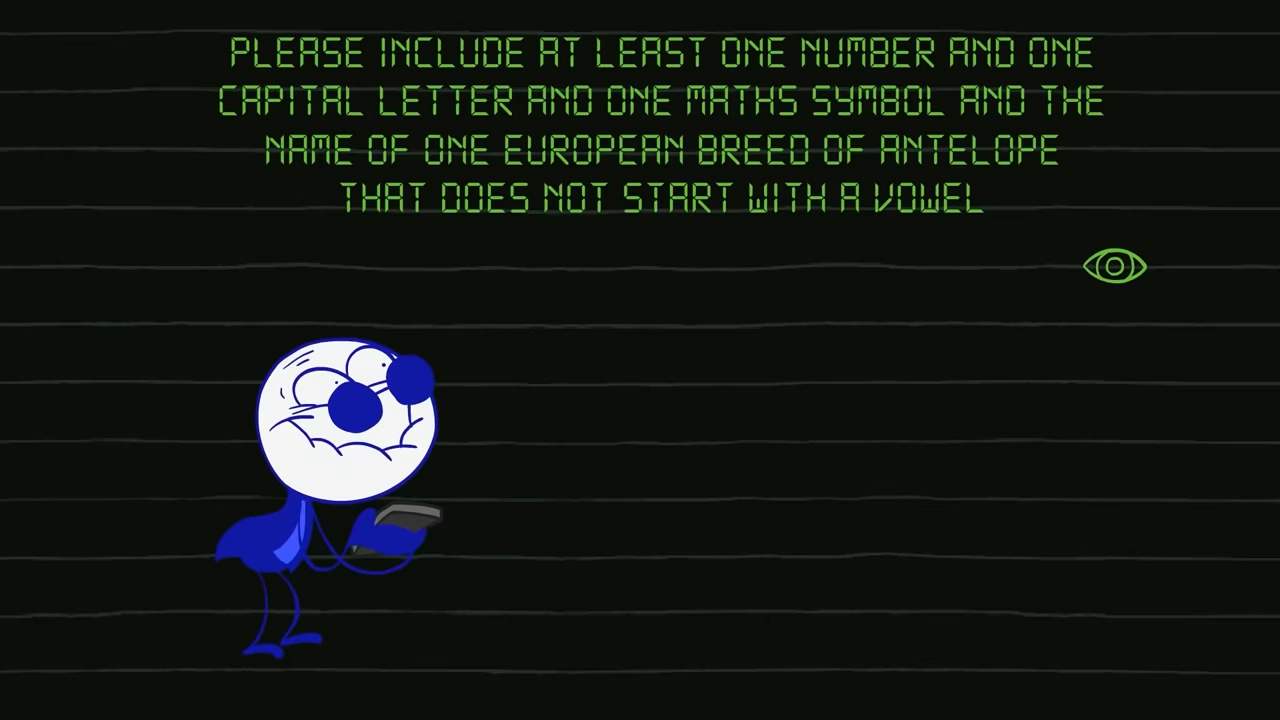 PLEASE INCLUDE AT LEAST ONE NUMBER AND ONE
CAPITAL LETTER AND ONE MATHS SYMBOL AND THE
NAME OF ONE EUROPEAN BREED OF ANTELOPE
THAT DOES NOT START WITH A VOWEL